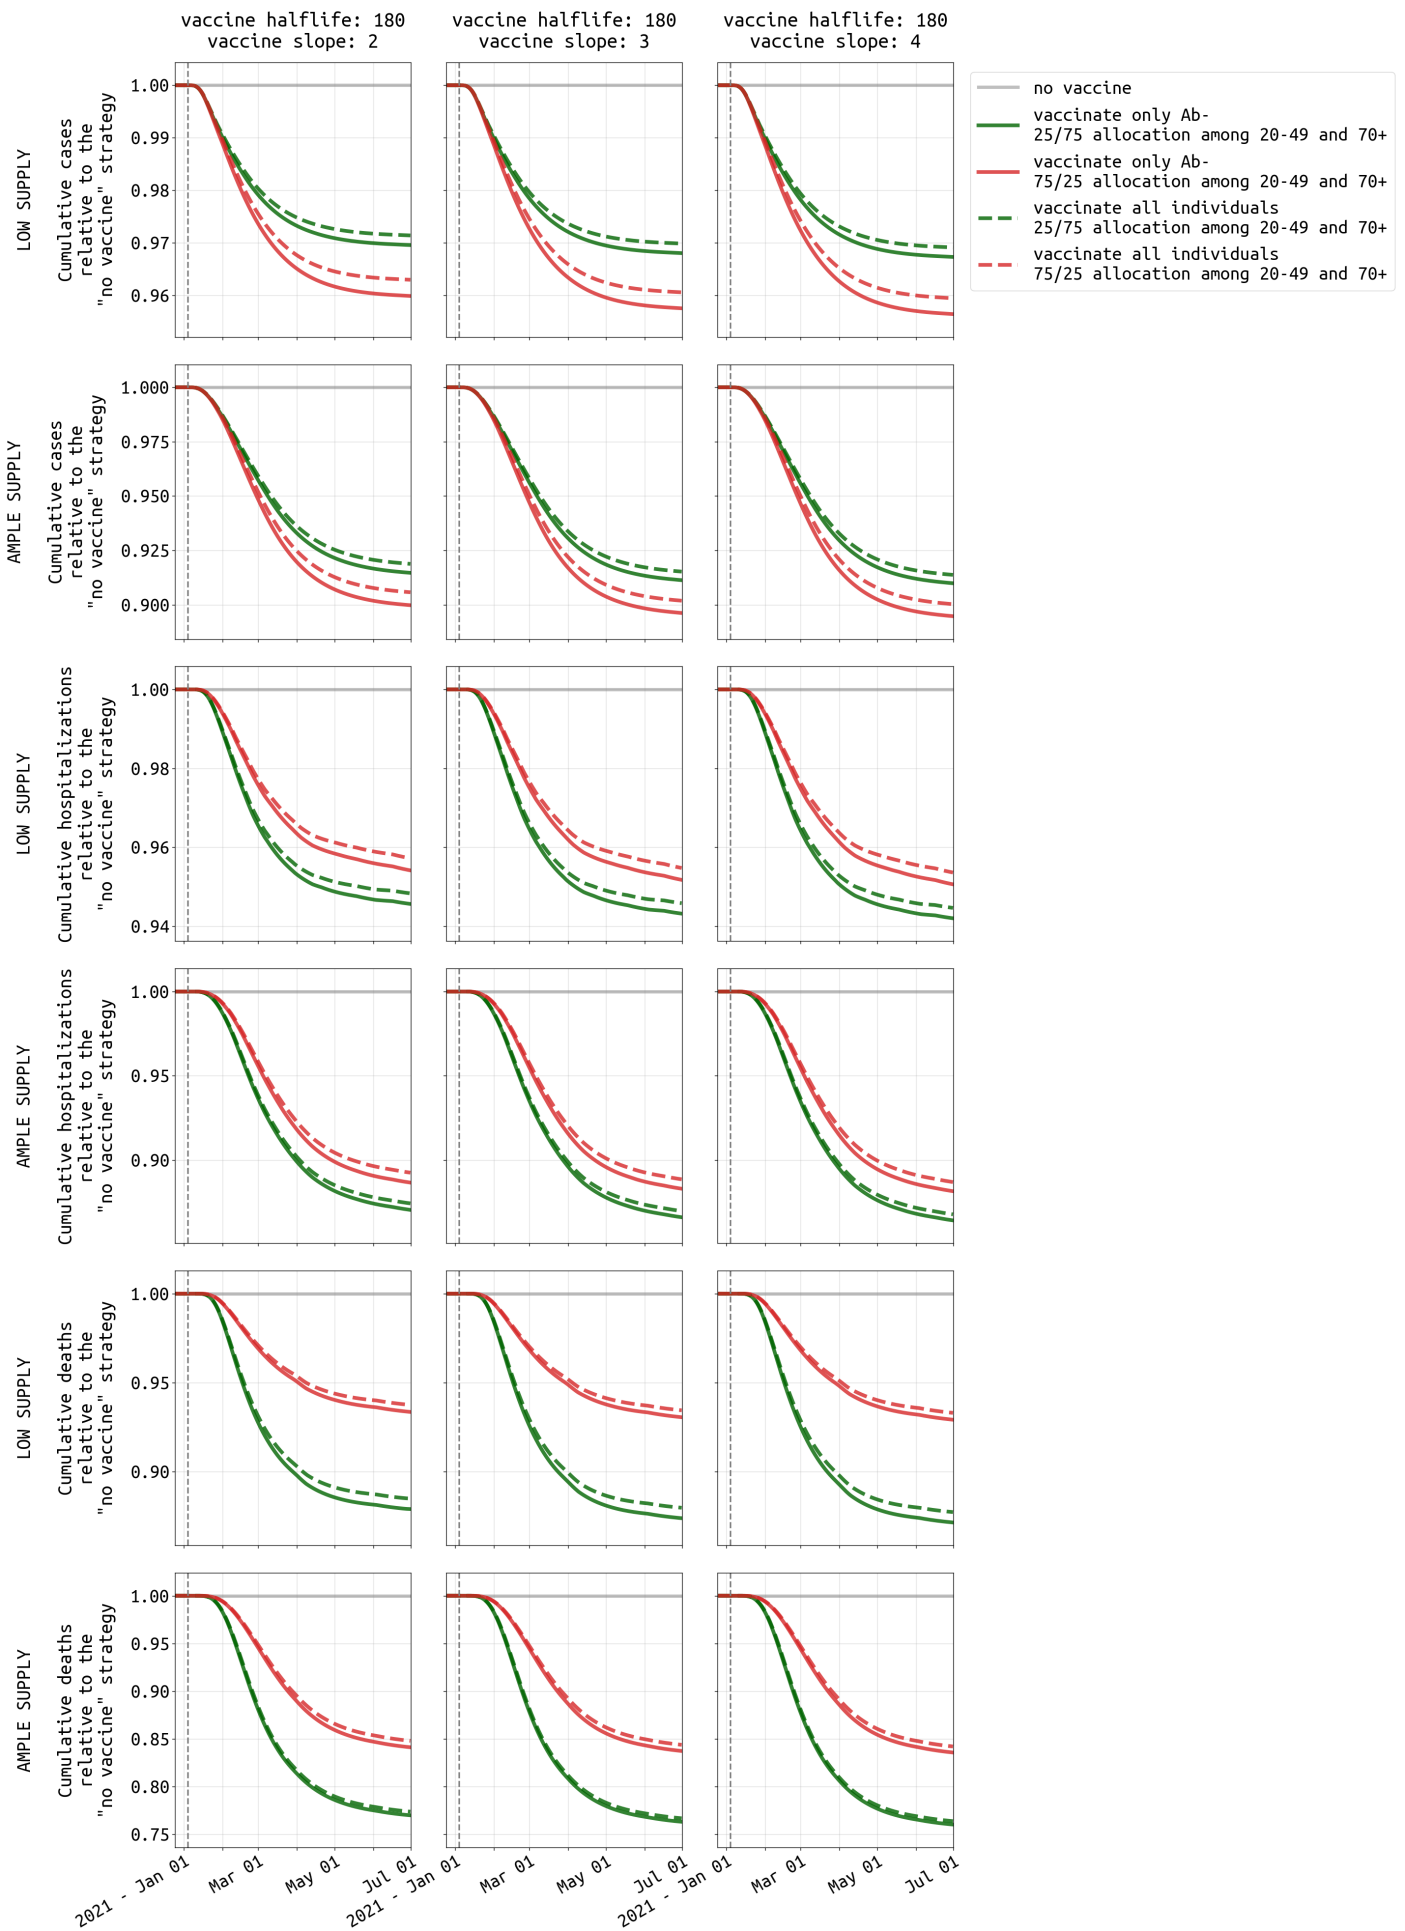 vaccine halflife: 180
vaccine slope: 2
vaccine halflife: 180
vaccine slope: 3
vaccine halflife: 180
vaccine slope: 4
no vaccine
vaccinate only Ab-
25/75 allocation among 20-49 and 70+
vaccinate only Ab-
75/25 allocation among 20-49 and 70+
vaccinate all individuals
25/75 allocation among 20-49 and 70+
vaccinate all individuals
75/25 allocation among 20-49 and 70+
LOW SUPPLY
Cumulative cases
relative to the
"no vaccine" strategy
1.00
0.99
0.98
0.97
0.96
AMPLE SUPPLY
Cumulative cases
relative to the
"no vaccine" strategy
1.000
0.975
0.950
0.925
0.900
LOW SUPPLY
Cumulative hospitalizations
relative to the
"no vaccine" strategy
1.00
0.98
0.96
0.94
AMPLE SUPPLY
Cumulative hospitalizations
relative to the
"no vaccine" strategy
1.00
0.95
0.90
LOW SUPPLY
Cumulative deaths
relative to the
"no vaccine" strategy
1.00
0.95
0.90
AMPLE SUPPLY
Cumulative deaths
relative to the
"no vaccine" strategy
1.00
0.95
0.90
0.85
0.80
0.75
2021 - Jan 01
Mar 01
May 01
Jul 01
2021 - Jan 01
Mar 01
May 01
Jul 01
2021 - Jan 01
Mar 01
May 01
Jul 01